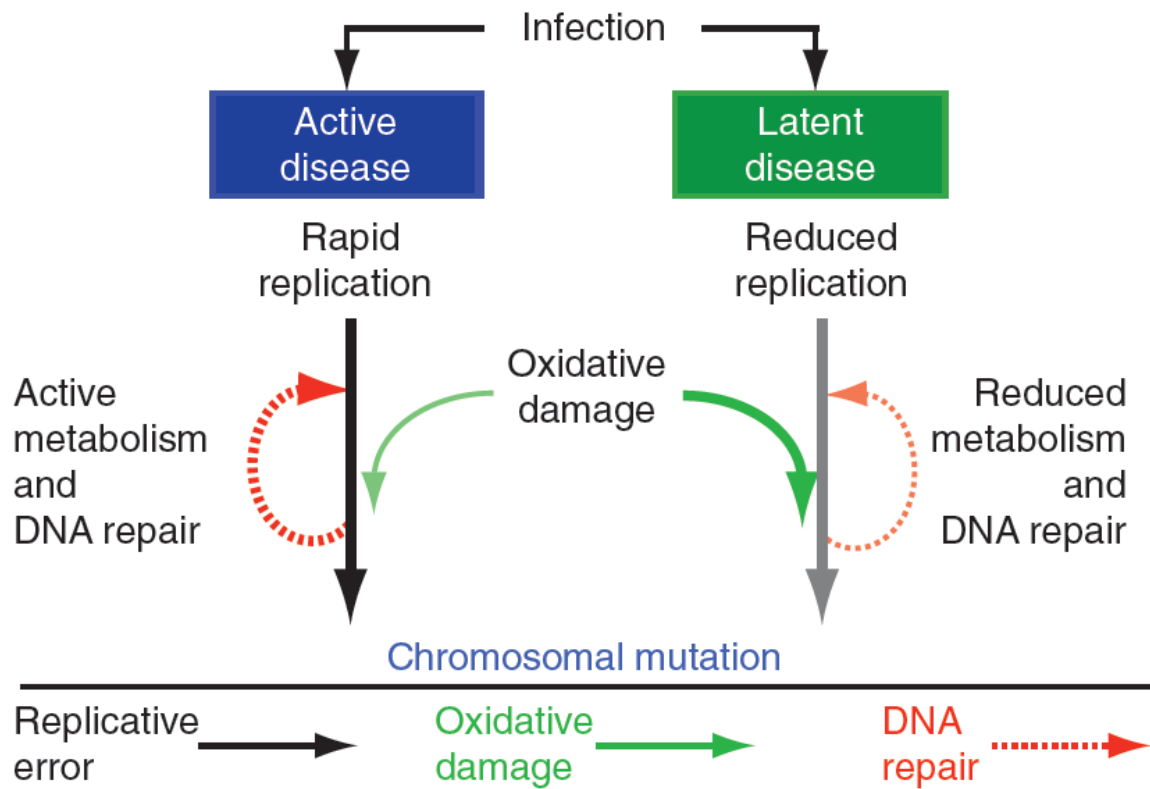 Infection
Active
disease
Latent
disease
Rapid
replication
Reduced
replication
Oxidative
damage
Active
metabolism
and
DNA repair
Reduced
metabolism
and
DNA repair
Chromosomal mutation
Replicative
error
Oxidative
damage
DNA
repair